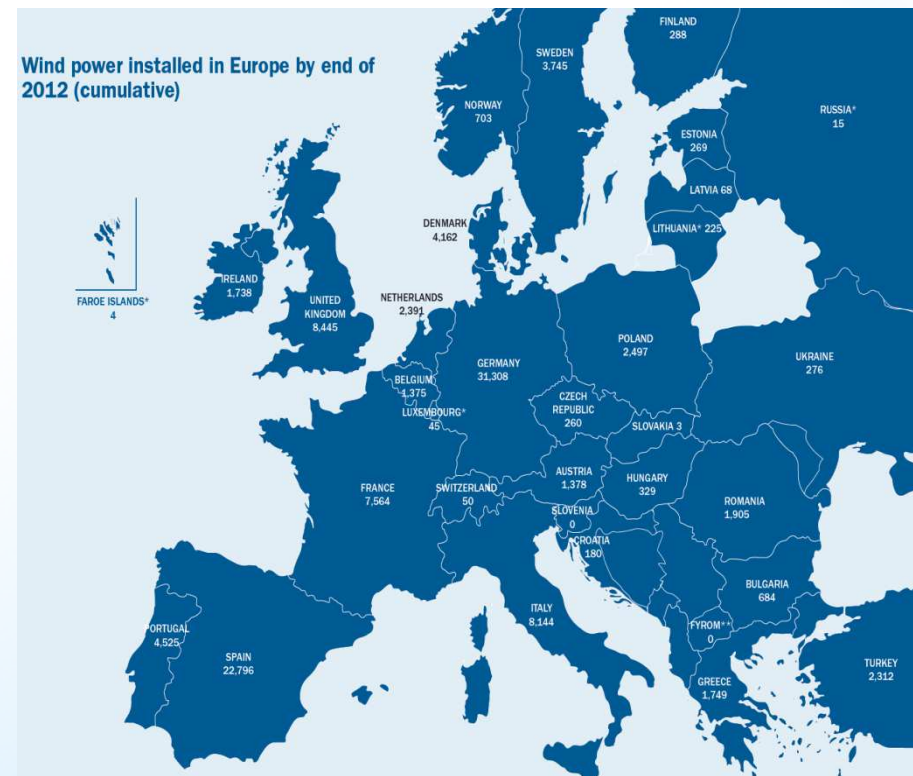 Wind power installed in Europe by end of
2012 (cumulative)
FINLAND
288
SWEDEN
3,745
NORWAY
703
RUSSIA*
15
ESTONIA
269
LATVIA 68
LITHUANIA* 225
DENMARK
4,162
FAROE ISLANDS*
4
IRELAND
1,738
UNITED
KINGDOM
8,445
NETHERLANDS
2,391
BELGIUM
1,375
LUXEMBOURG*
45
GERMANY
31,308
POLAND
2,497
UKRAINE
276
CZECH
REPUBLIC
260
SLOVAKIA 3
FRANCE
7,564
SWITZERLAND
50
AUSTRIA
1,378
HUNGARY
329
SLOVENIA
0
CROATIA
180
ROMANIA
1,905
BULGARIA
684
FYROM**
0
ITALY
8,144
PORTUGAL
4,525
SPAIN
22,796
GREECE
1,749
TURKEY
2,312